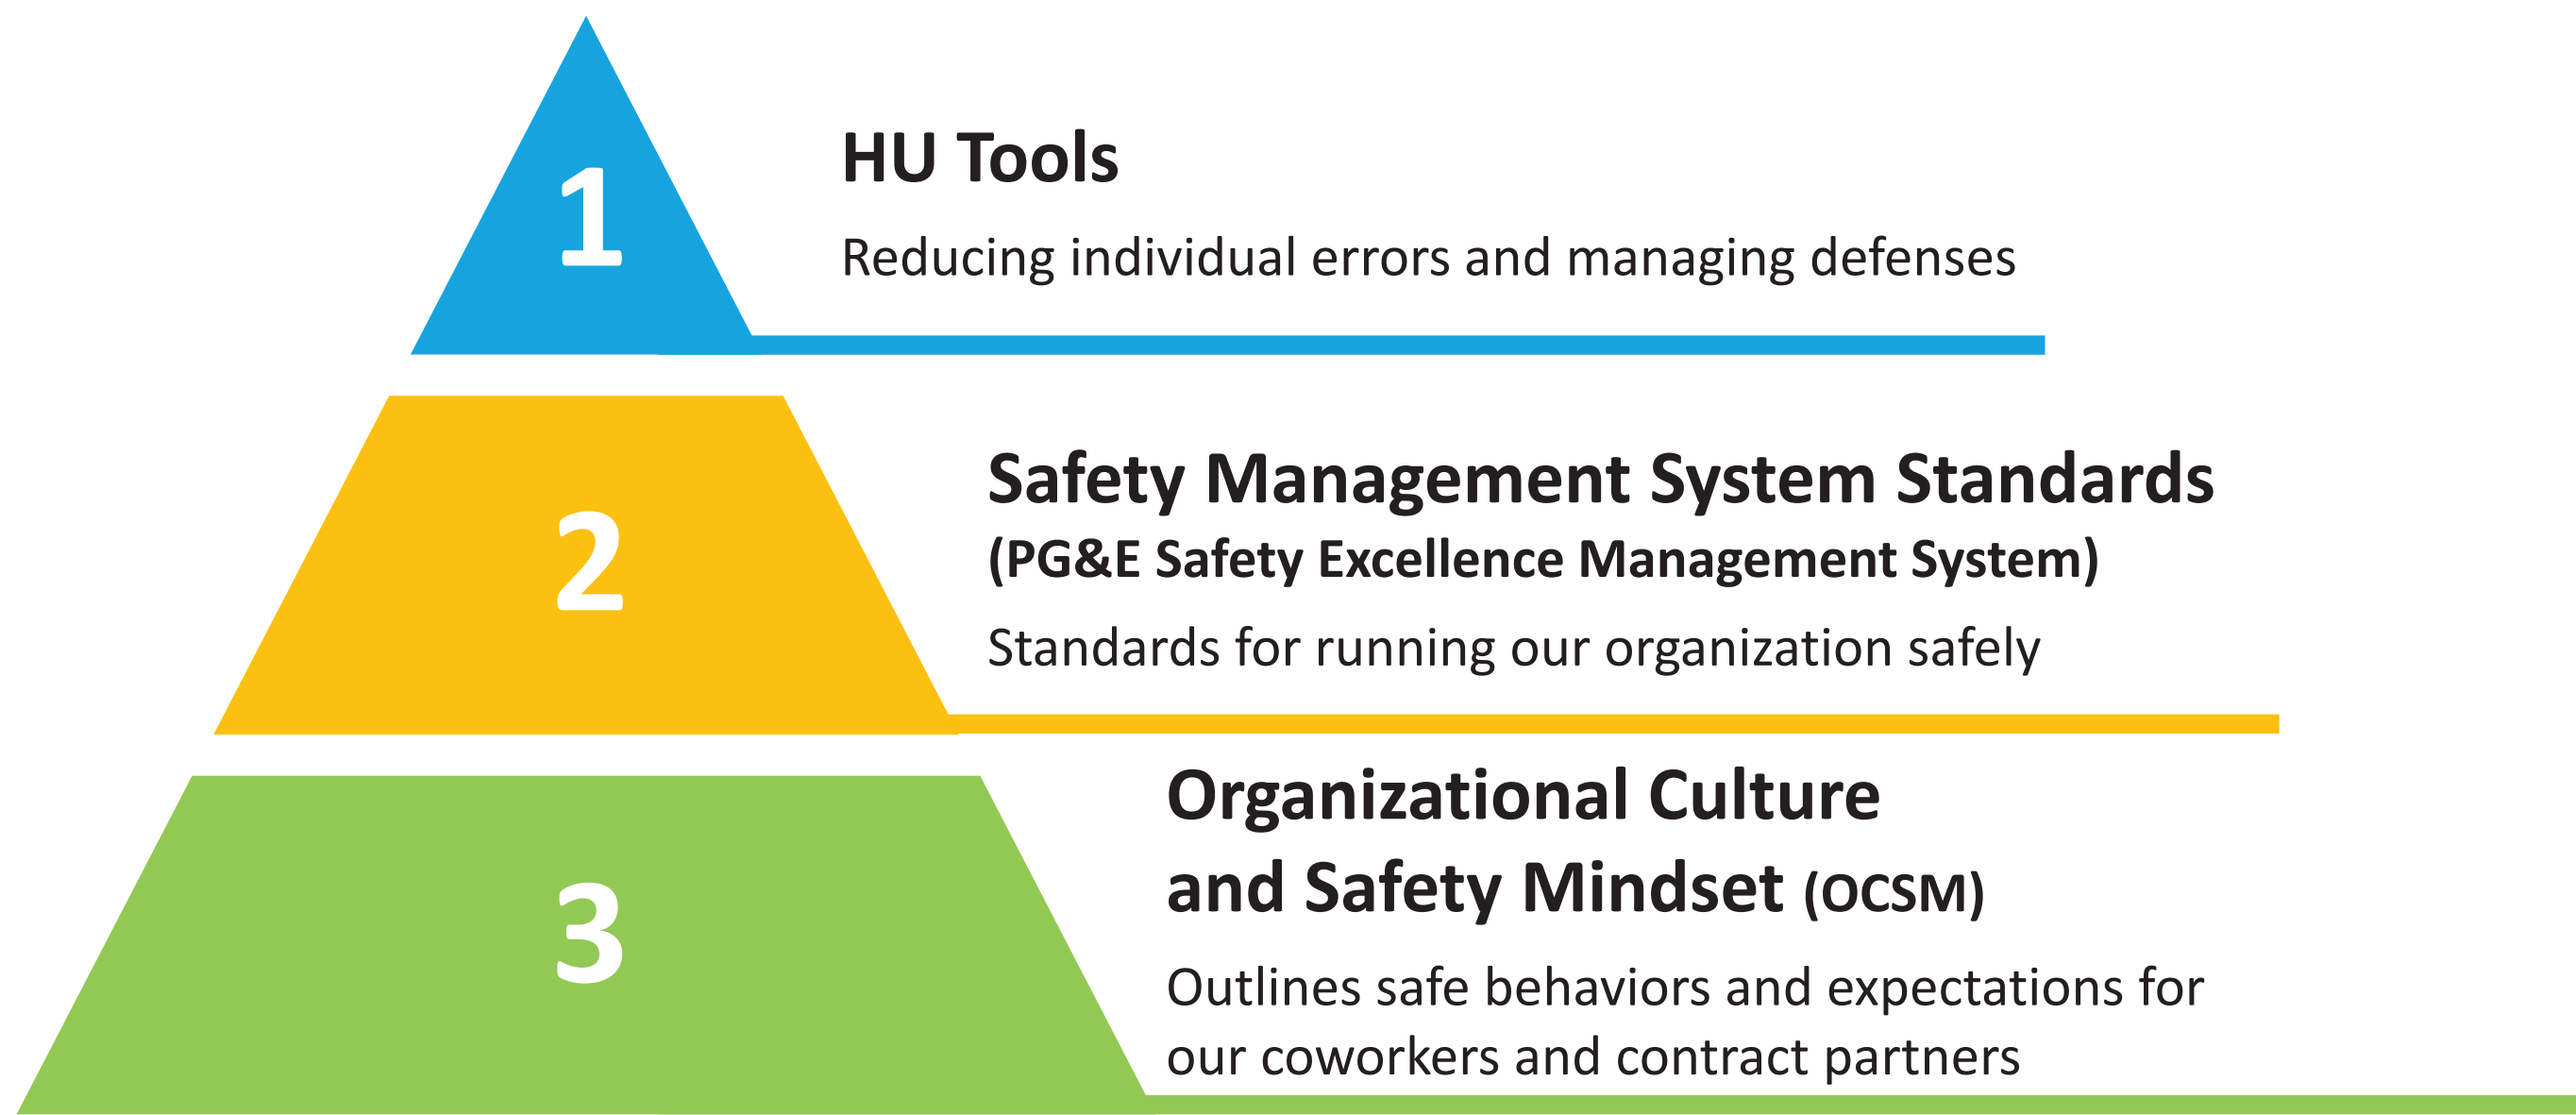 1
HU Tools
Reducing individual errors and managing defenses
2
Safety Management System Standards
(PG&E Safety Excellence Management System)
Standards for running our organization safely
3
Organizational Culture
and Safety Mindset (OCSM)
Outlines safe behaviors and expectations for
our coworkers and contract partners